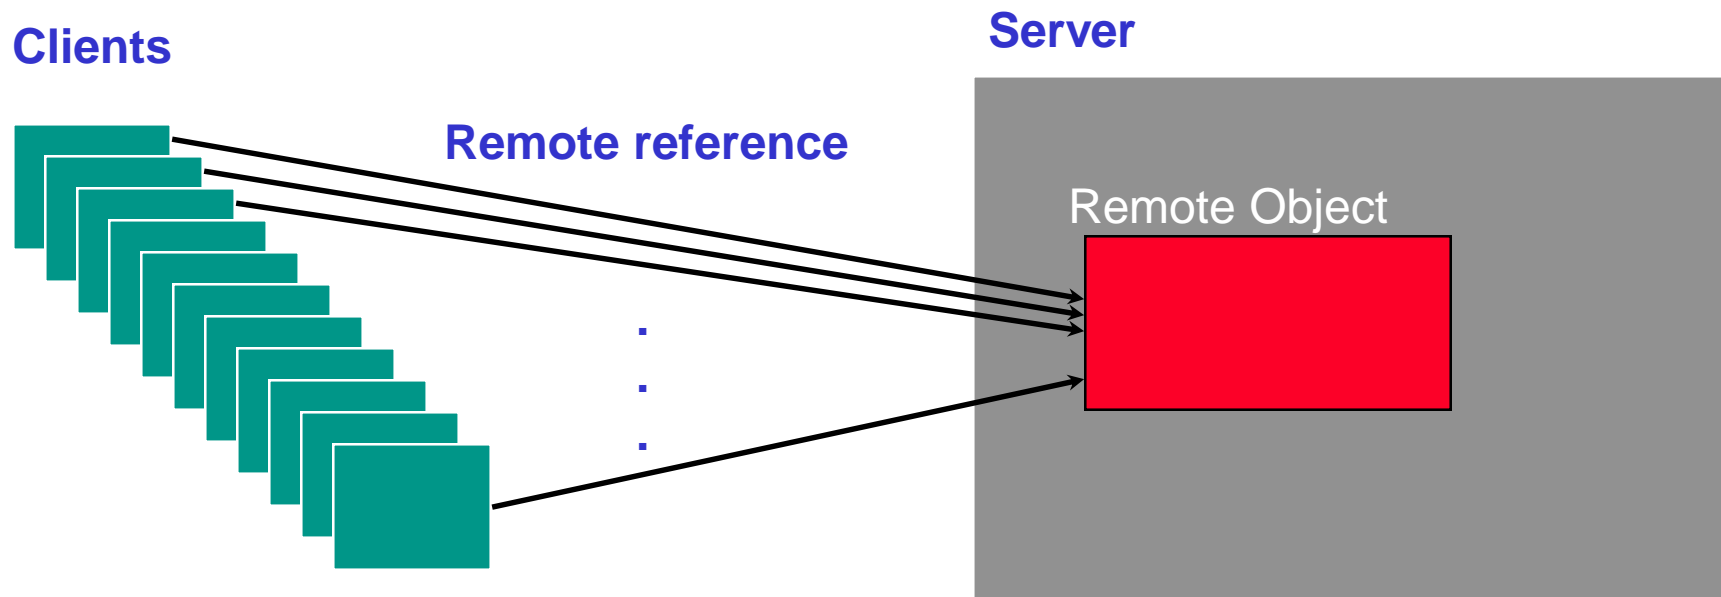 Clients
Server
Remote reference
Remote Object
.
.
.